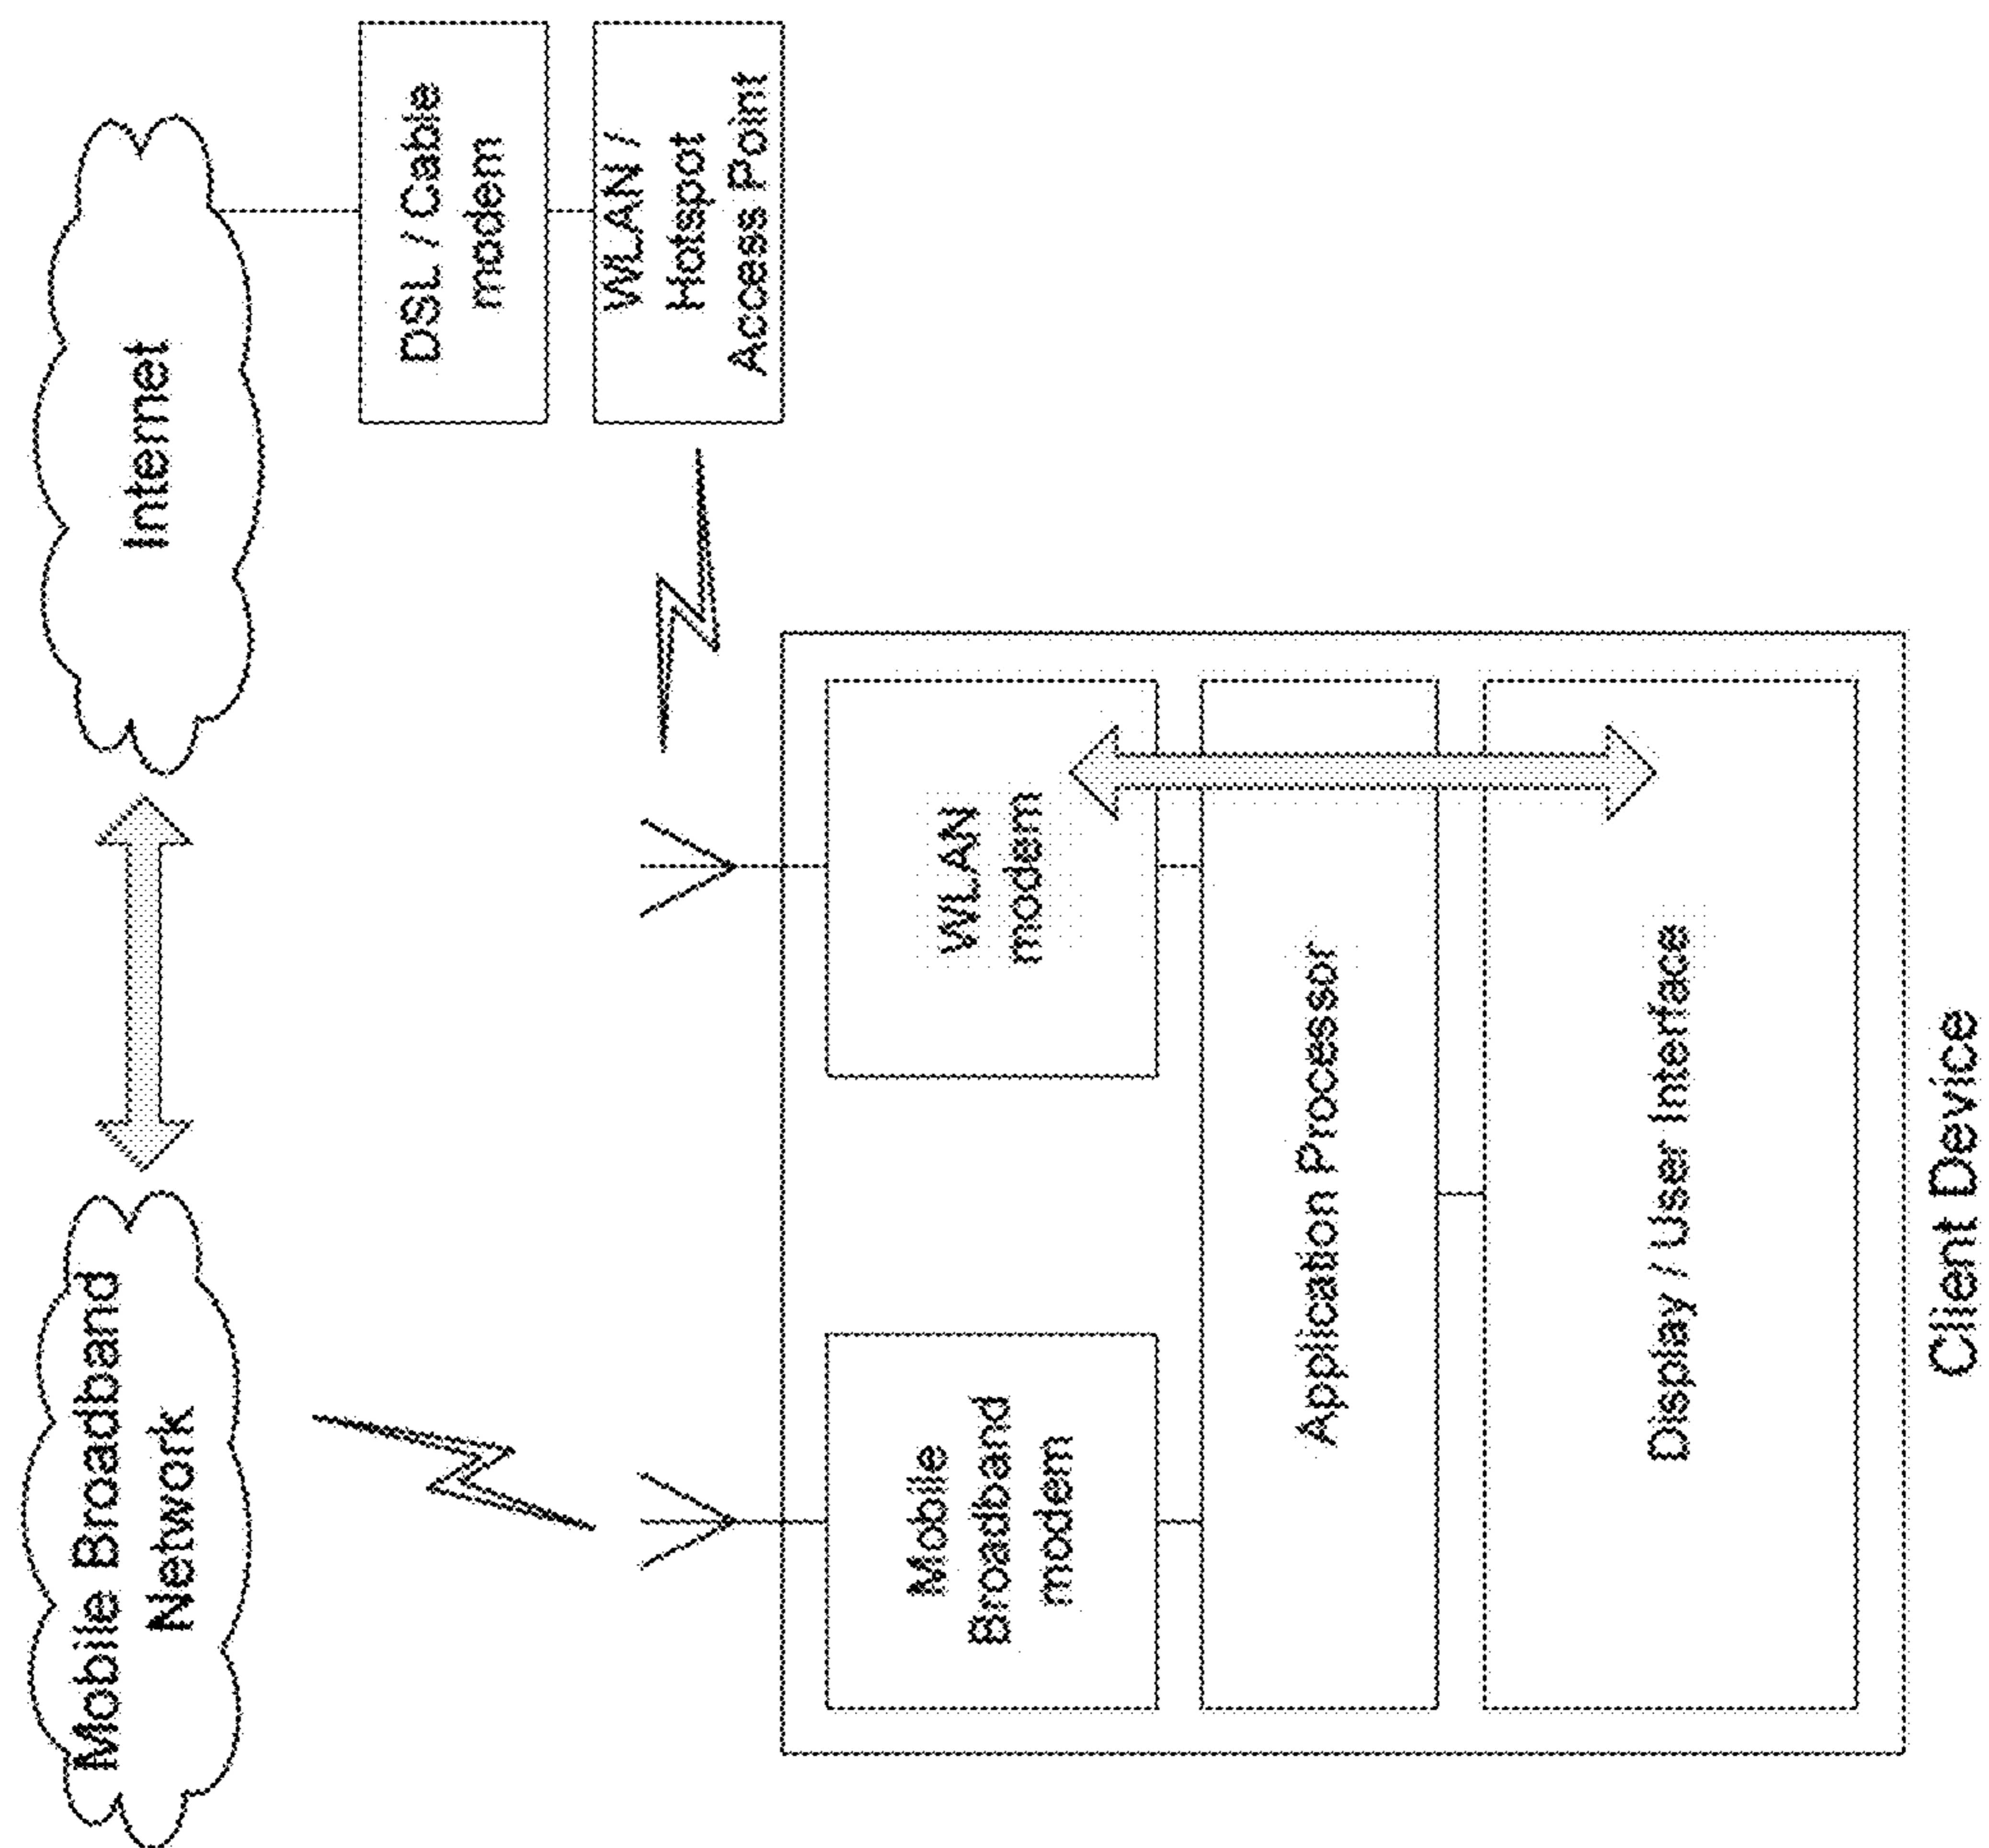 Mobile Broadband
Network
Internet
DSL / Cable
modem
WLAN /
Hotspot
Access Point
Mobile
Broadband
modem
WLAN
modem
Application Processor
Display / User Interface
Client Device